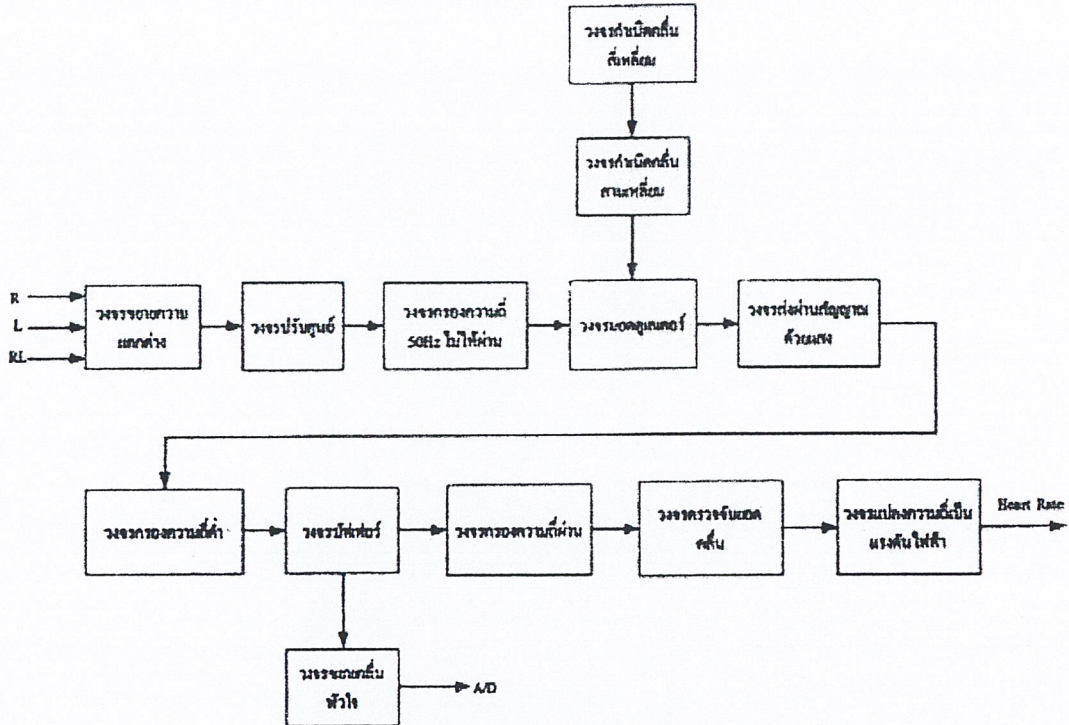 วงจรกำเนิดคลื่น
สี่เหลี่ยม
วงจรกำเนิดคลื่น
สามเหลี่ยม
R
L
RL
วงจรขยายความ
แตกต่าง
วงจรปรับศูนย์
วงจรกรองความถี่
50Hz ไม่ให้ผ่าน
วงจรมอดูเลเตอร์
วงจรส่งผ่านสัญญาณ
ด้วยแสง
วงจรกรองความถี่ต่ำ
วงจรบัฟเฟอร์
วงจรกรองความถี่ผ่าน
วงจรตรวจจับยอด
คลื่น
วงจรแปลงความถี่เป็น
แรงดันไฟฟ้า
Heart Rate
วงจรขยายคลื่น
หัวใจ
A/D